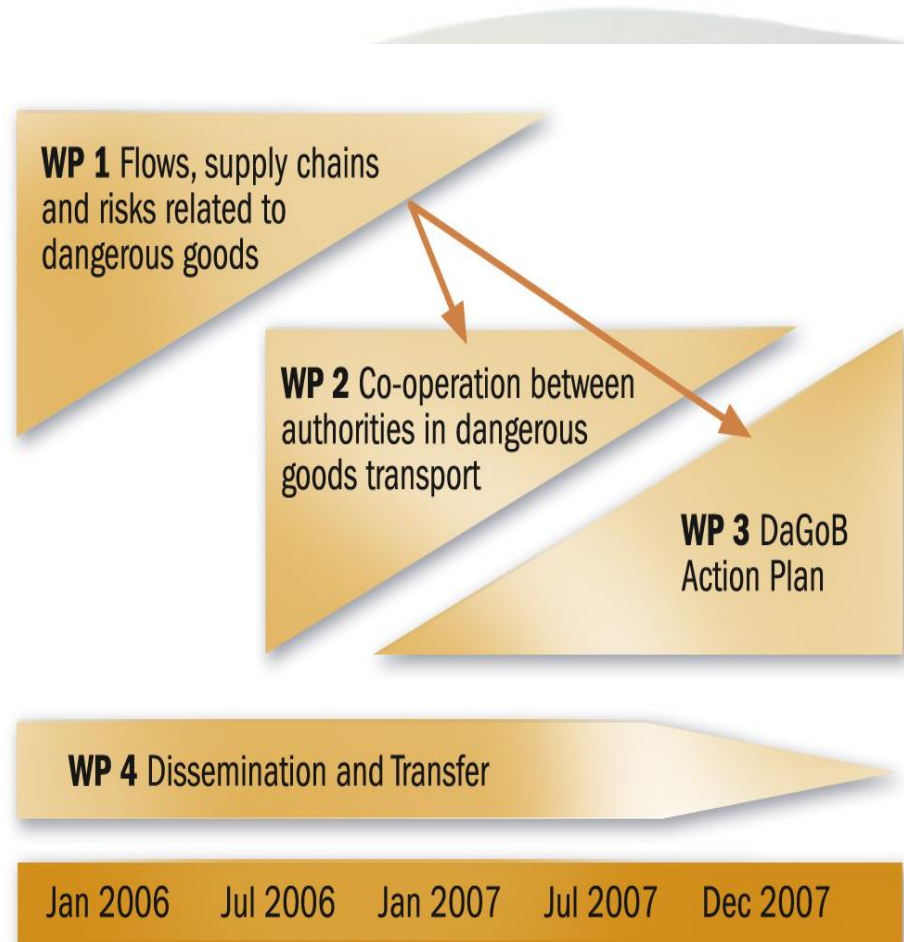 WP 1 Flows, supply chains
and risks related to
dangerous goods
WP 2 Co-operation between
authorities in dangerous
goods transport
WP 3 DaGoB
Action Plan
WP 4 Dissemination and Transfer
Jan 2006 Jul 2006 Jan 2007 Jul 2007 Dec 2007